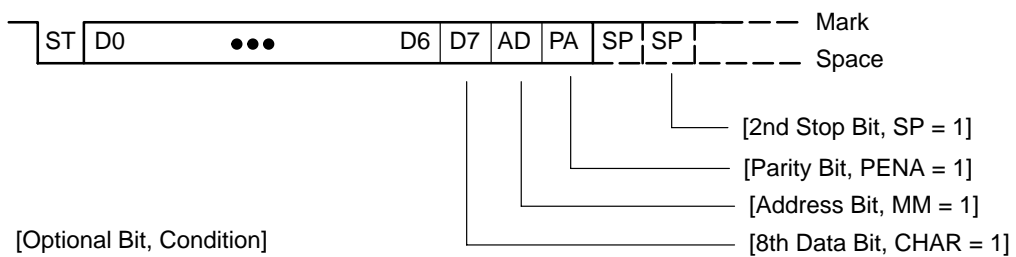 Mark
ST D0 ●●● D6 D7 AD PA SP SP
Space
[2nd Stop Bit, SP = 1]
[Parity Bit, PENA = 1]
[Address Bit, MM = 1]
[Optional Bit, Condition]
[8th Data Bit, CHAR = 1]